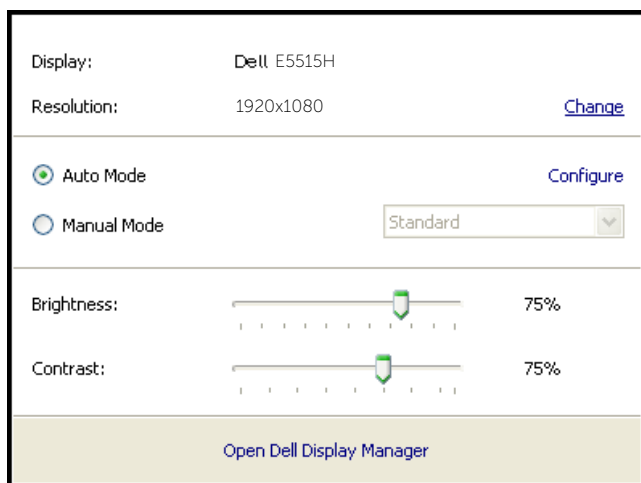 Display: Dell E5515H
Resolution: 1920x1080 Change
Auto Mode Configure
Manual Mode Standard
Brightness: 75%
Contrast: 75%
Open Dell Display Manager